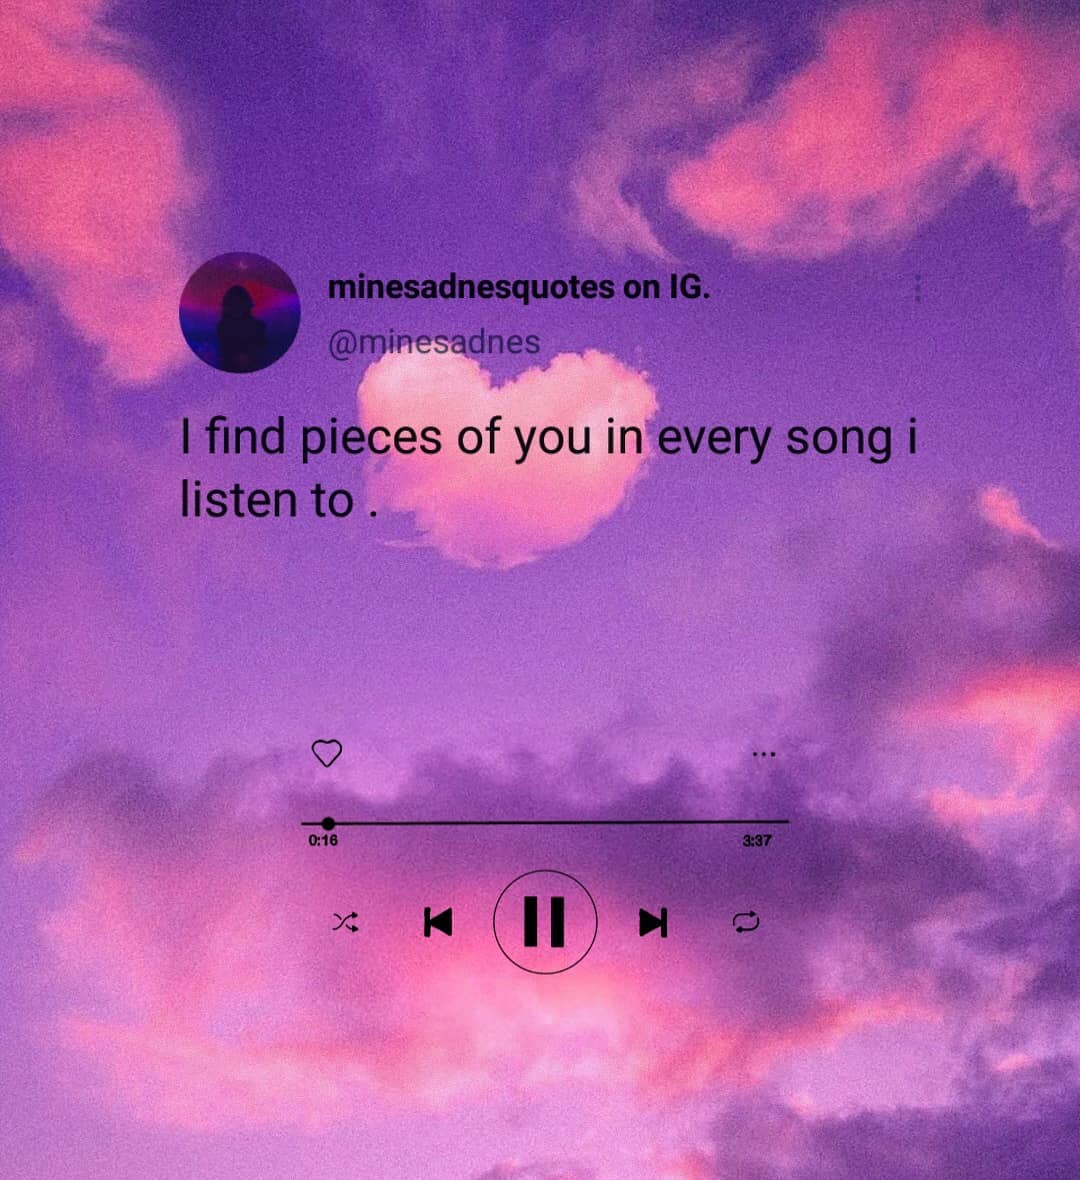 minesadnesquotes on IG.
@minesadnes
I find pieces of you in every song i
listen to .
0:16
3:37